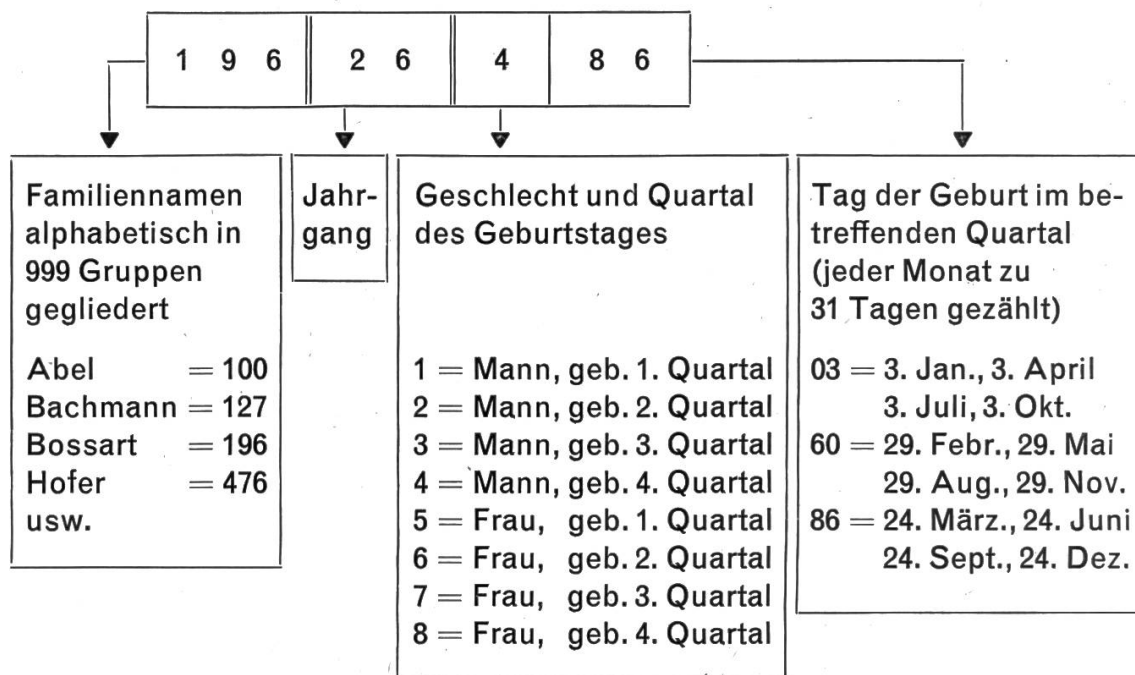 1 9 6 2 6 4 8 6
Familiennamen
alphabetisch in
999 Gruppen
gegliedert
Abel = 100
Bachmann = 127
Bossart = 196
Hofer = 476
usw.
Jahr-
gang
Geschlecht und Quartal
des Geburtstages
1 = Mann, geb. 1. Quartal
2 = Mann, geb. 2. Quartal
3 = Mann, geb. 3. Quartal
4 = Mann, geb. 4. Quartal
5 = Frau, geb. 1. Quartal
6 = Frau, geb. 2. Quartal
7 = Frau, geb. 3. Quartal
8 = Frau, geb. 4. Quartal
Tag der Geburt im be-
treffenden Quartal
(jeder Monat zu
31 Tagen gezählt)
03 = 3. Jan., 3. April
3. Juli, 3. Okt.
60 = 29. Febr., 29. Mai
29. Aug., 29. Nov.
86 = 24. März., 24. Juni
24. Sept., 24. Dez.